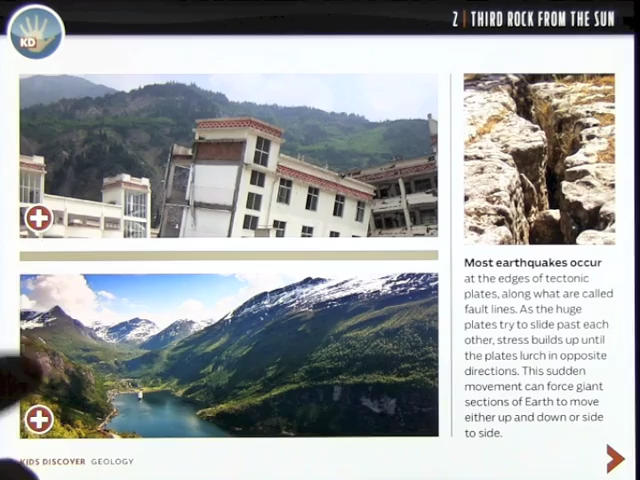 KD
2 | THIRD ROCK FROM THE SUN
Most earthquakes occur
at the edges of tectonic
plates, along what are called
fault lines. As the huge
plates try to slide past each
other, stress builds up until
the plates lurch in opposite
directions. This sudden
movement can force giant
sections of Earth to move
either up and down or side
to side.
KIDS DISCOVER GEOLOGY